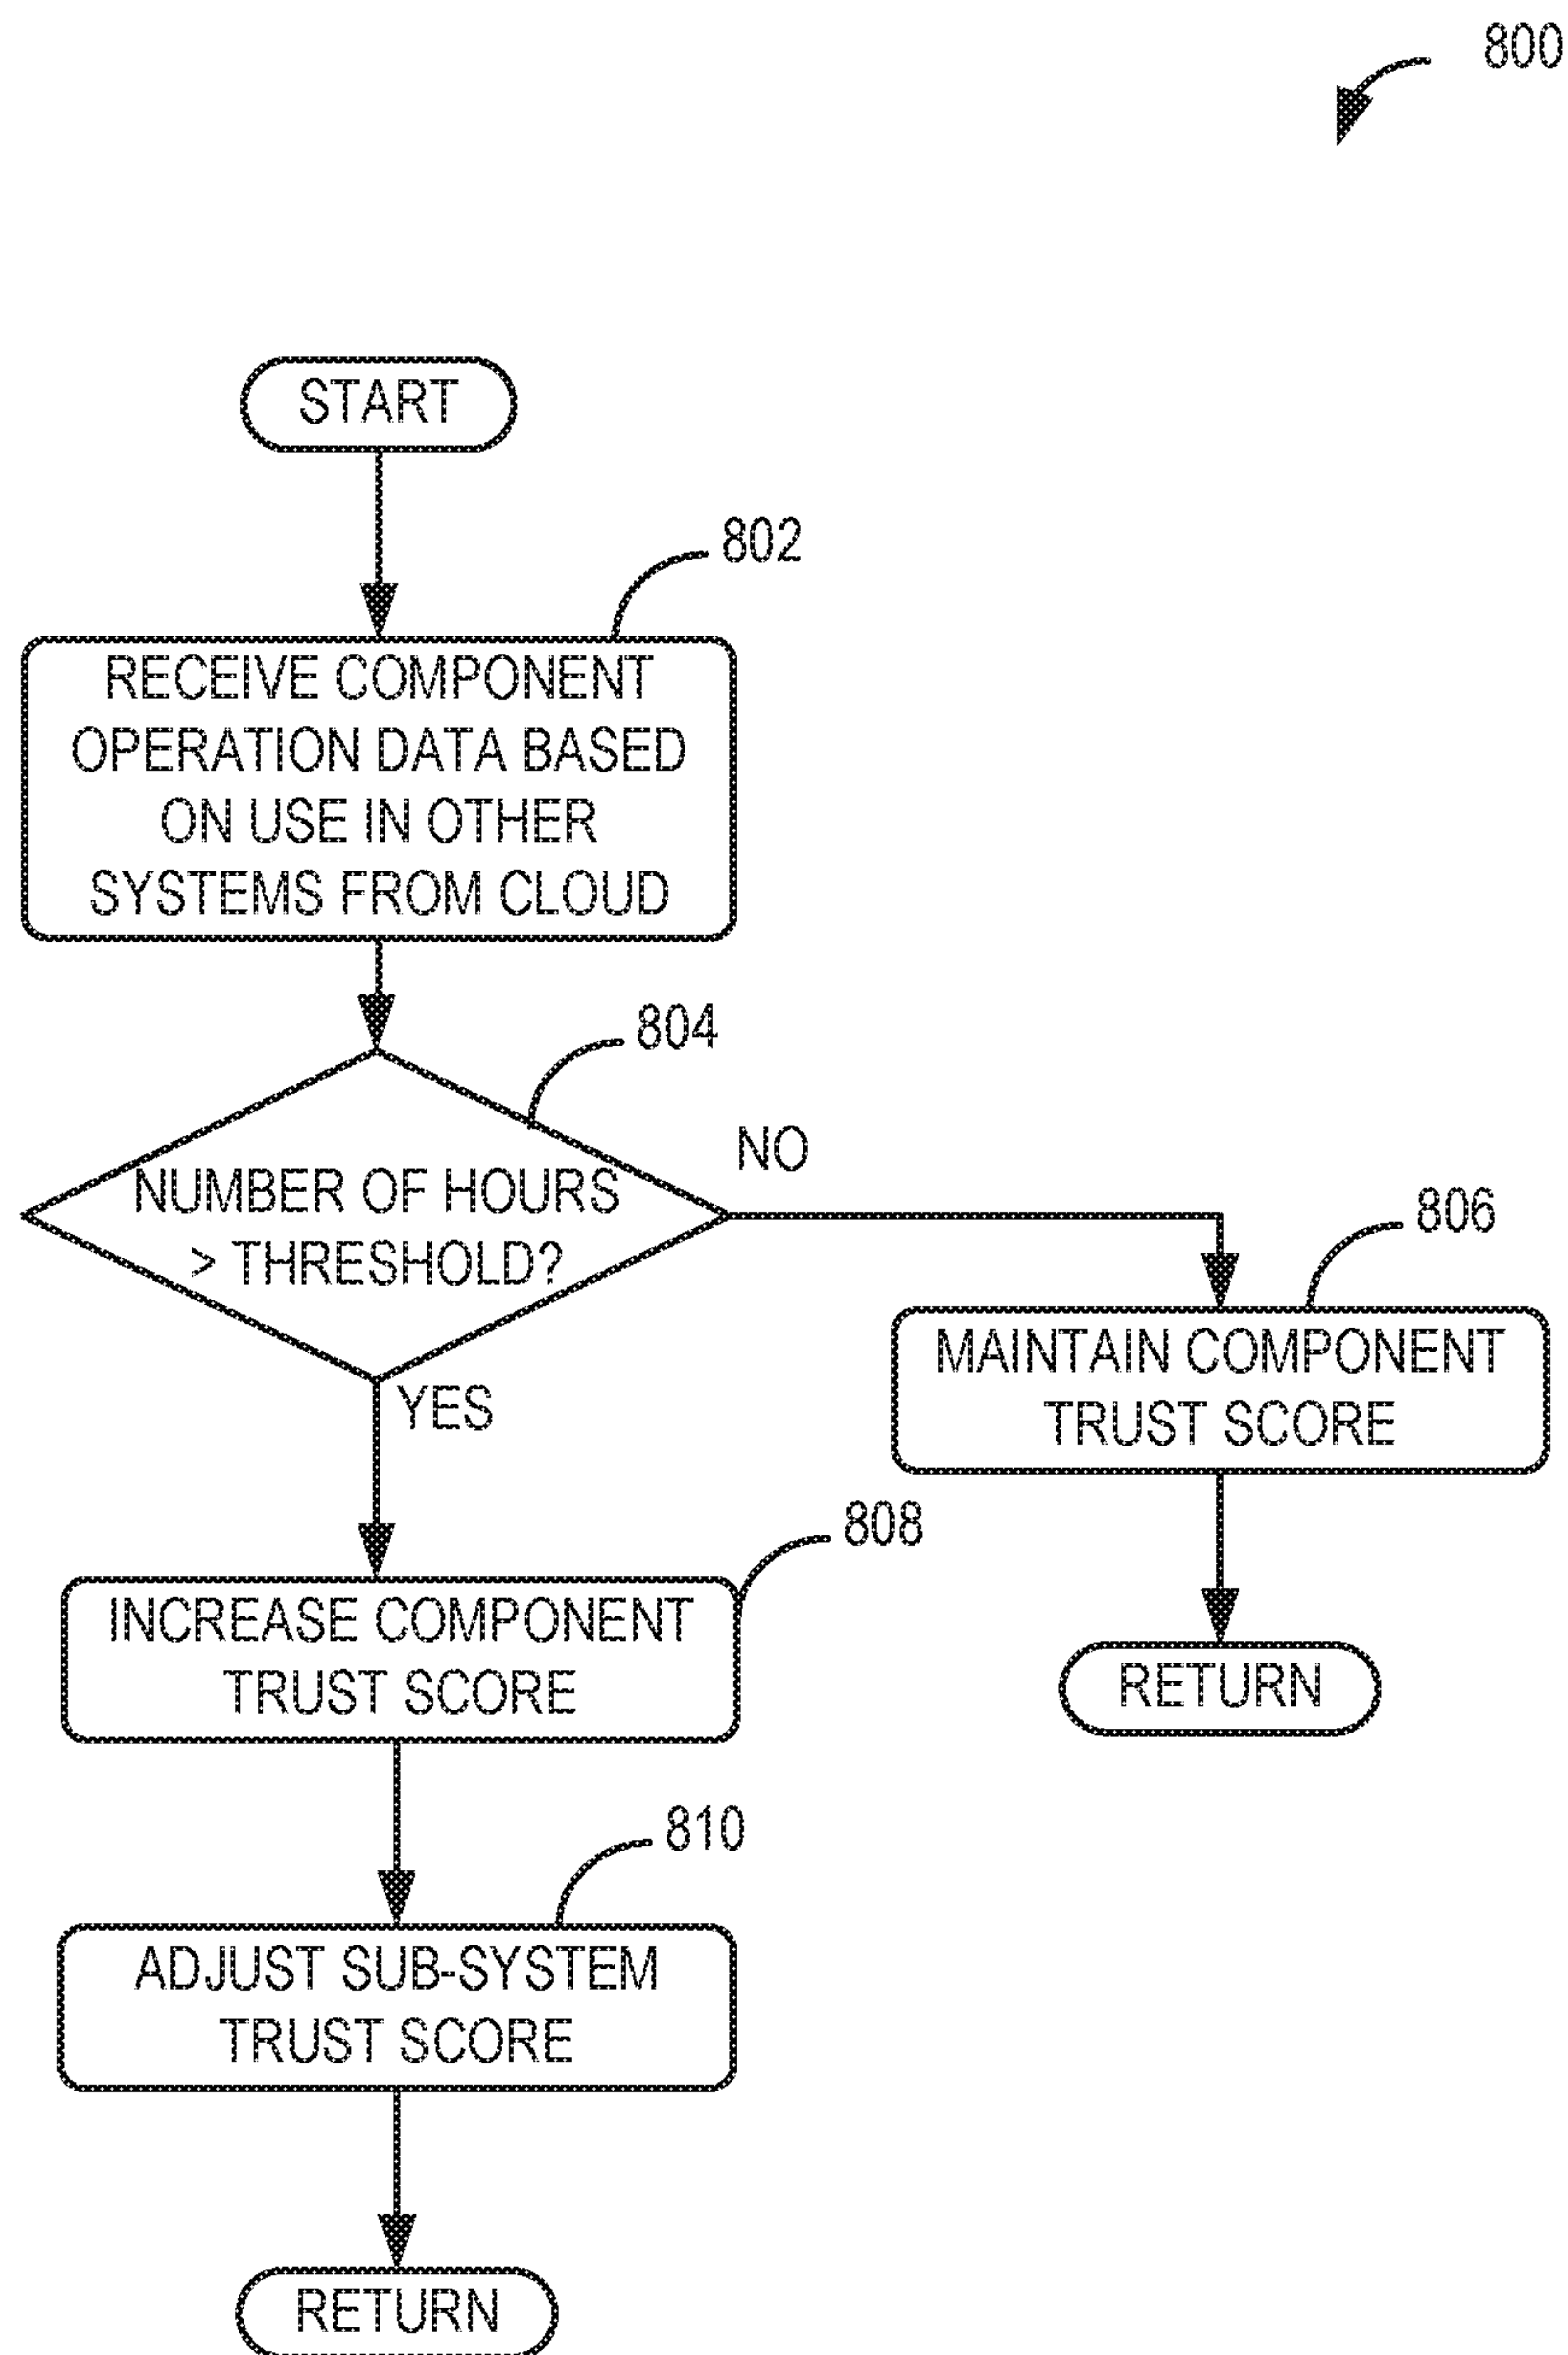 800
START
802
RECEIVE COMPONENT
OPERATION DATA BASED
ON USE IN OTHER
SYSTEMS FROM CLOUD
804
NUMBER OF HOURS
> THRESHOLD?
NO
YES
806
MAINTAIN COMPONENT
TRUST SCORE
RETURN
808
INCREASE COMPONENT
TRUST SCORE
810
ADJUST SUB-SYSTEM
TRUST SCORE
RETURN